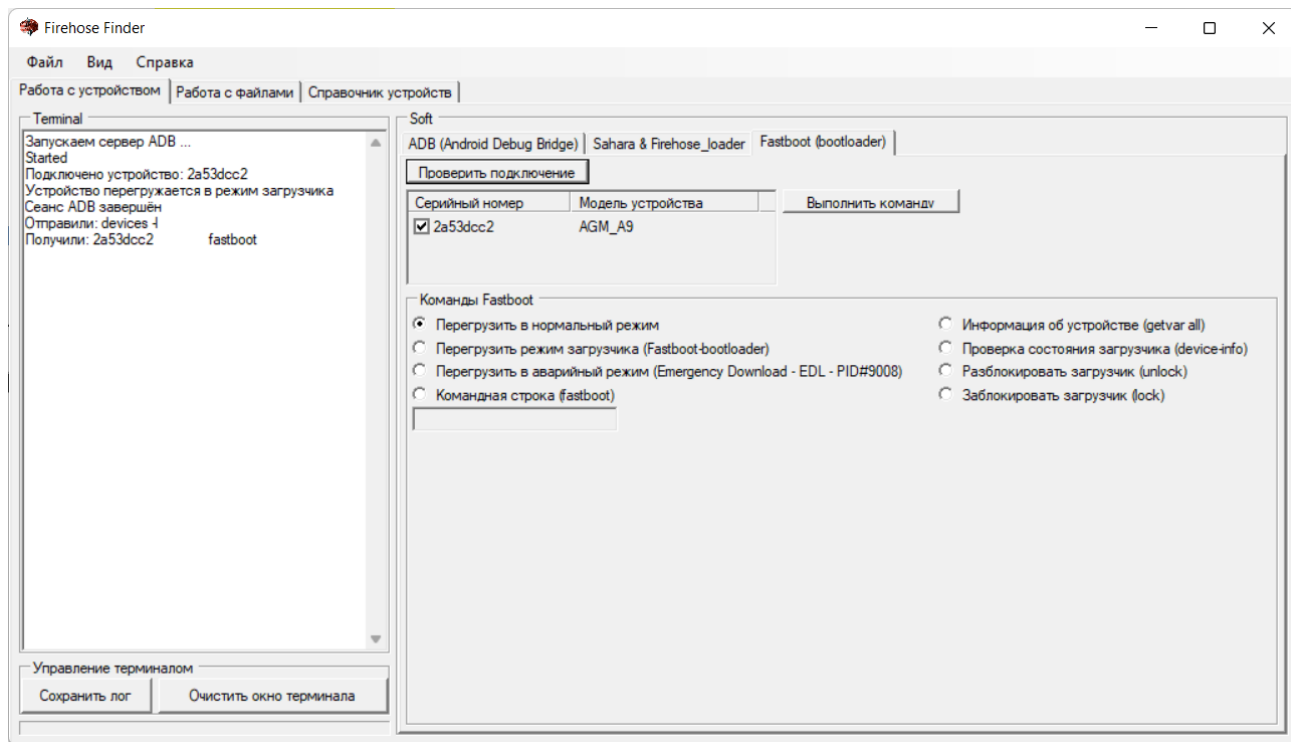 Firehose Finder
Файл Вид Справка
Работа с устройством Работа с файлами Справочник устройств
Terminal
Запускаем сервер ADB ...
Started
Подключено устройство: 2a53dcc2
Устройство перегружается в режим загрузчика
Сеанс ADB завершён
Отправили: devices -l
Получили: 2a53dcc2 fastboot
Управление терминалом
Сохранить лог Очистить окно терминала
Soft
ADB (Android Debug Bridge) Sahara & Firehose_loader Fastboot (bootloader)
Проверить подключение
Серийный номер Модель устройства
2a53dcc2 AGM_A9
Выполнить команду
Команды Fastboot
Перегрузить в нормальный режим
Перегрузить режим загрузчика (Fastboot-bootloader)
Перегрузить в аварийный режим (Emergency Download - EDL - PID#9008)
Командная строка (fastboot)
Информация об устройстве (getvar all)
Проверка состояния загрузчика (device-info)
Разблокировать загрузчик (unlock)
Заблокировать загрузчик (lock)